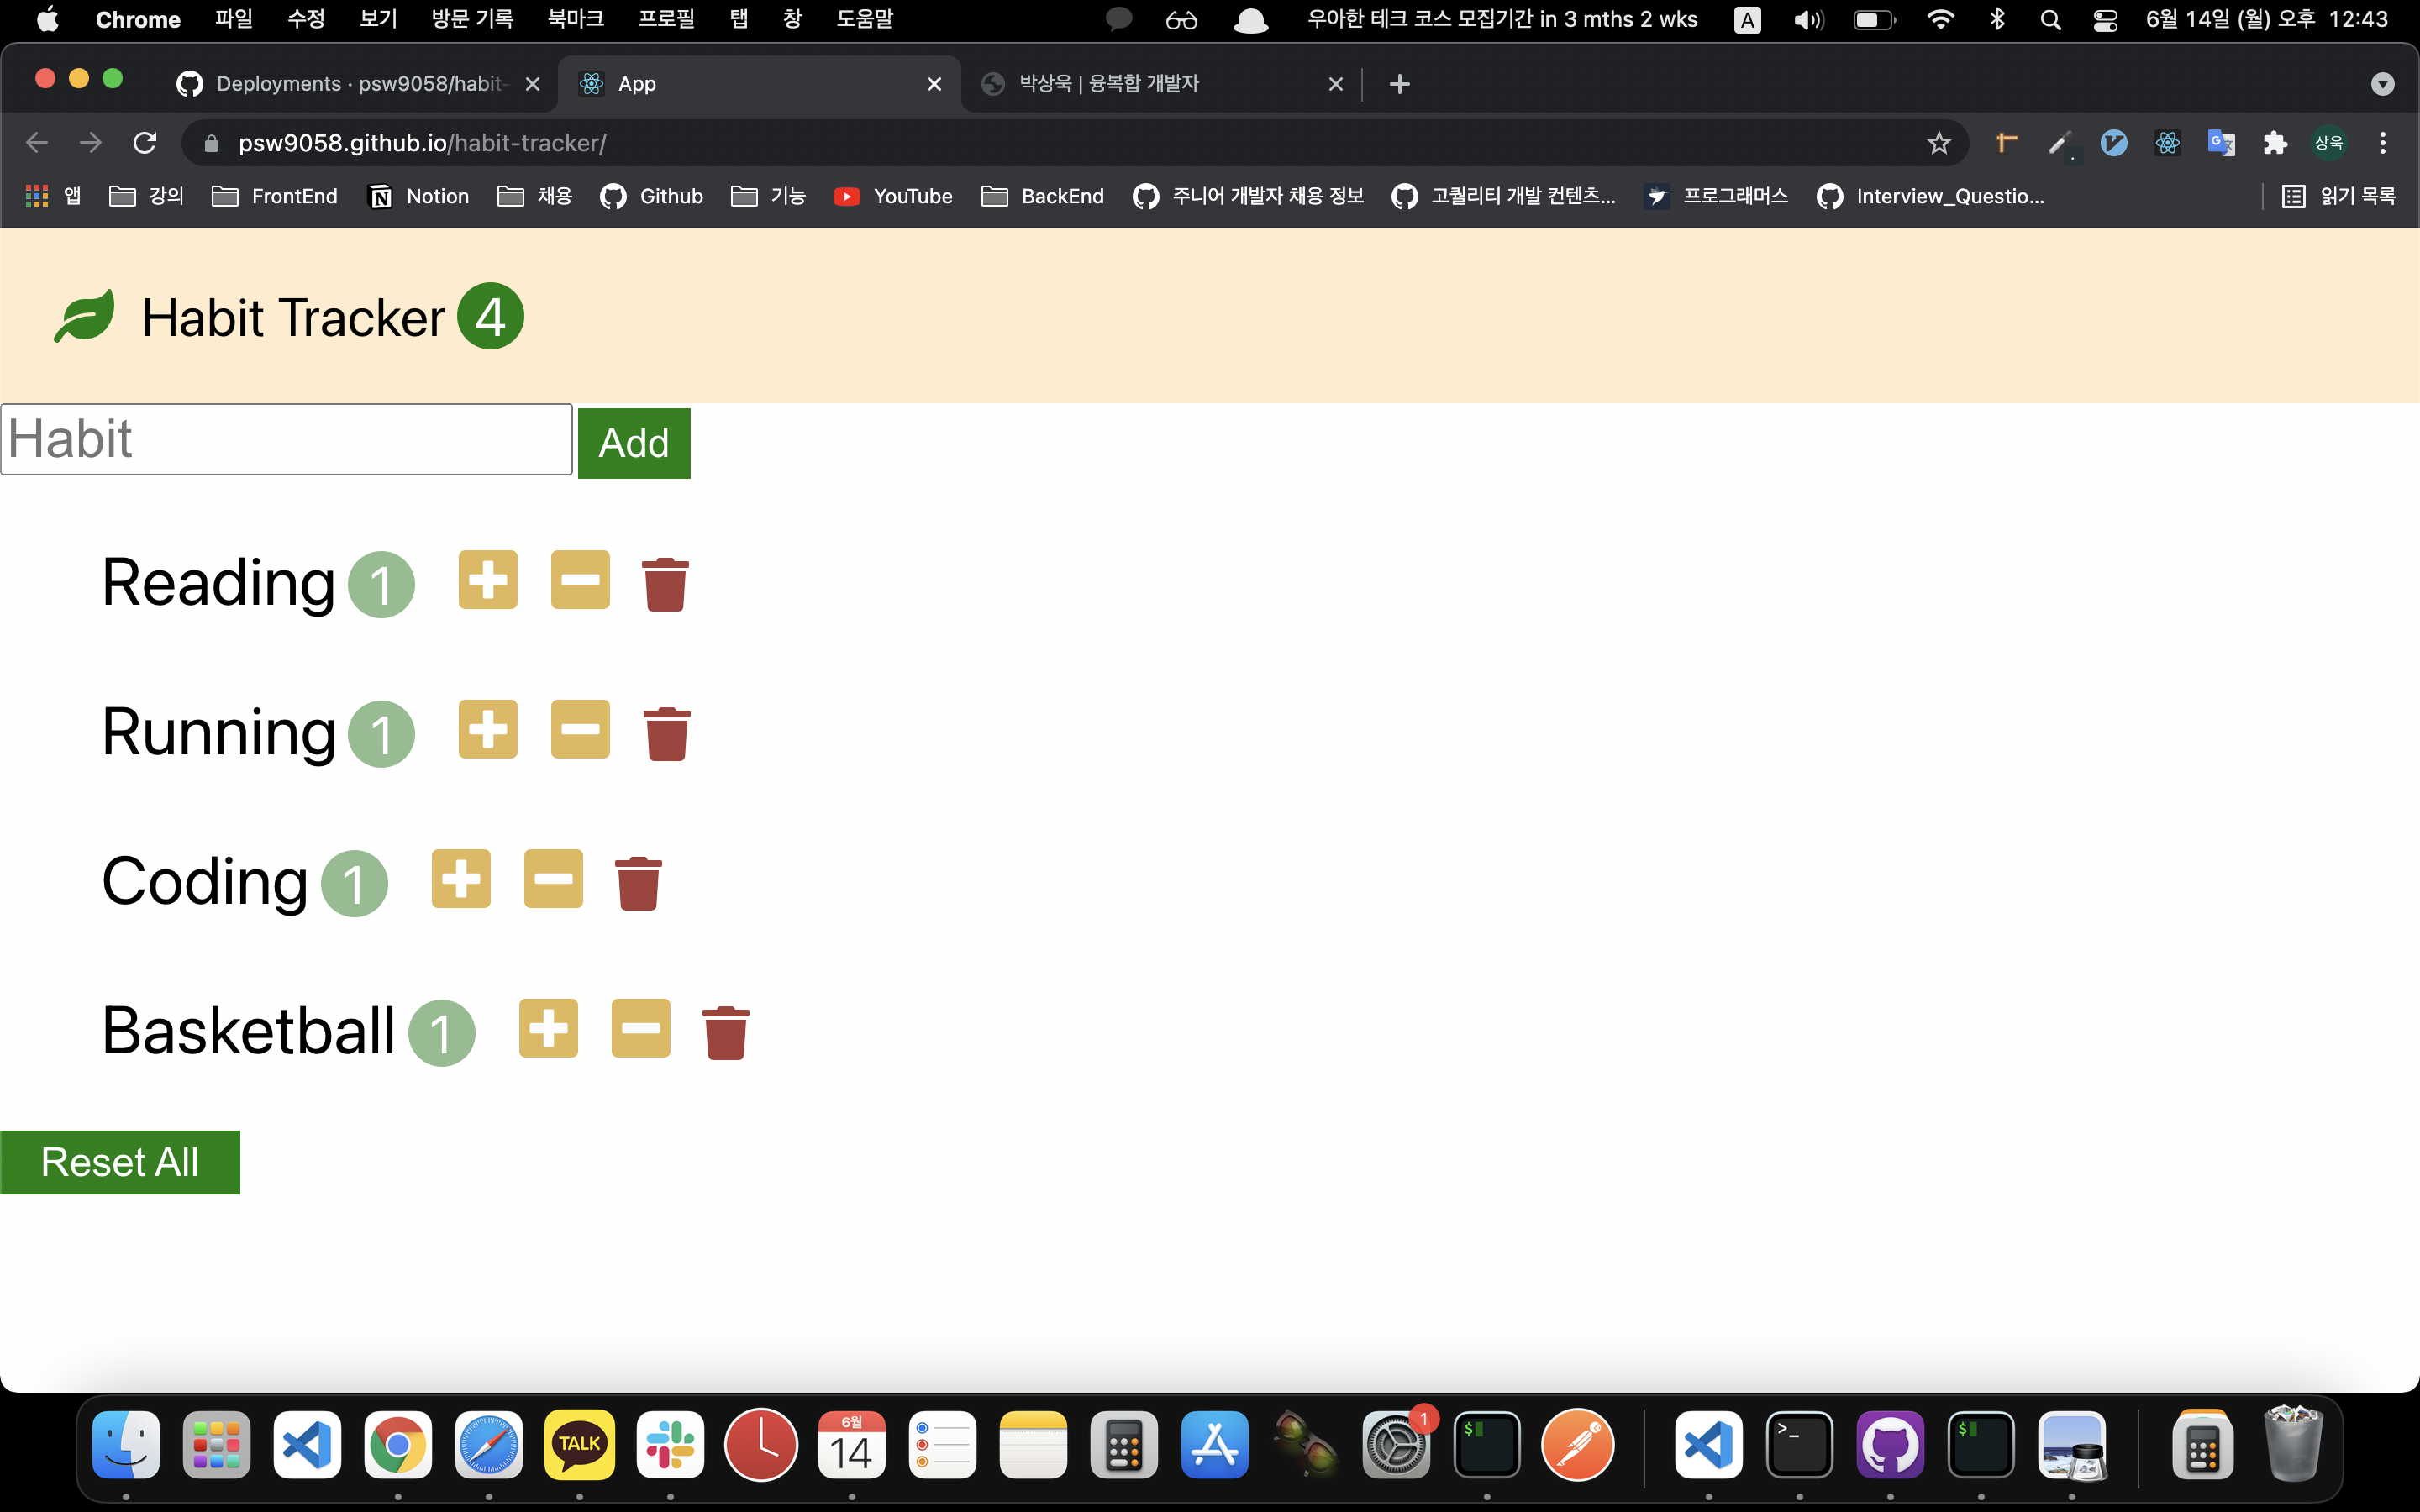 Chrome 파일 수정 보기 방문 기록 북마크 프로필 탭 창 도움말 우아한 테크 코스 모집기간 in 3 mths 2 wks A 6월 14일 (월) 오후 12:43
Deployments · psw9058/habit- App 박상욱 | 융복합 개발자
psw9058.github.io/habit-tracker/ 상욱
앱 강의 FrontEnd Notion 채용 Github 기능 YouTube BackEnd 주니어 개발자 채용 정보 고퀄리티 개발 컨텐츠... 프로그래머스 Interview_Questio... 읽기 목록
Habit Tracker 4
Habit Add
Reading 1
Running 1
Coding 1
Basketball 1
Reset All
TALK 6월 14 1 $ >_ $